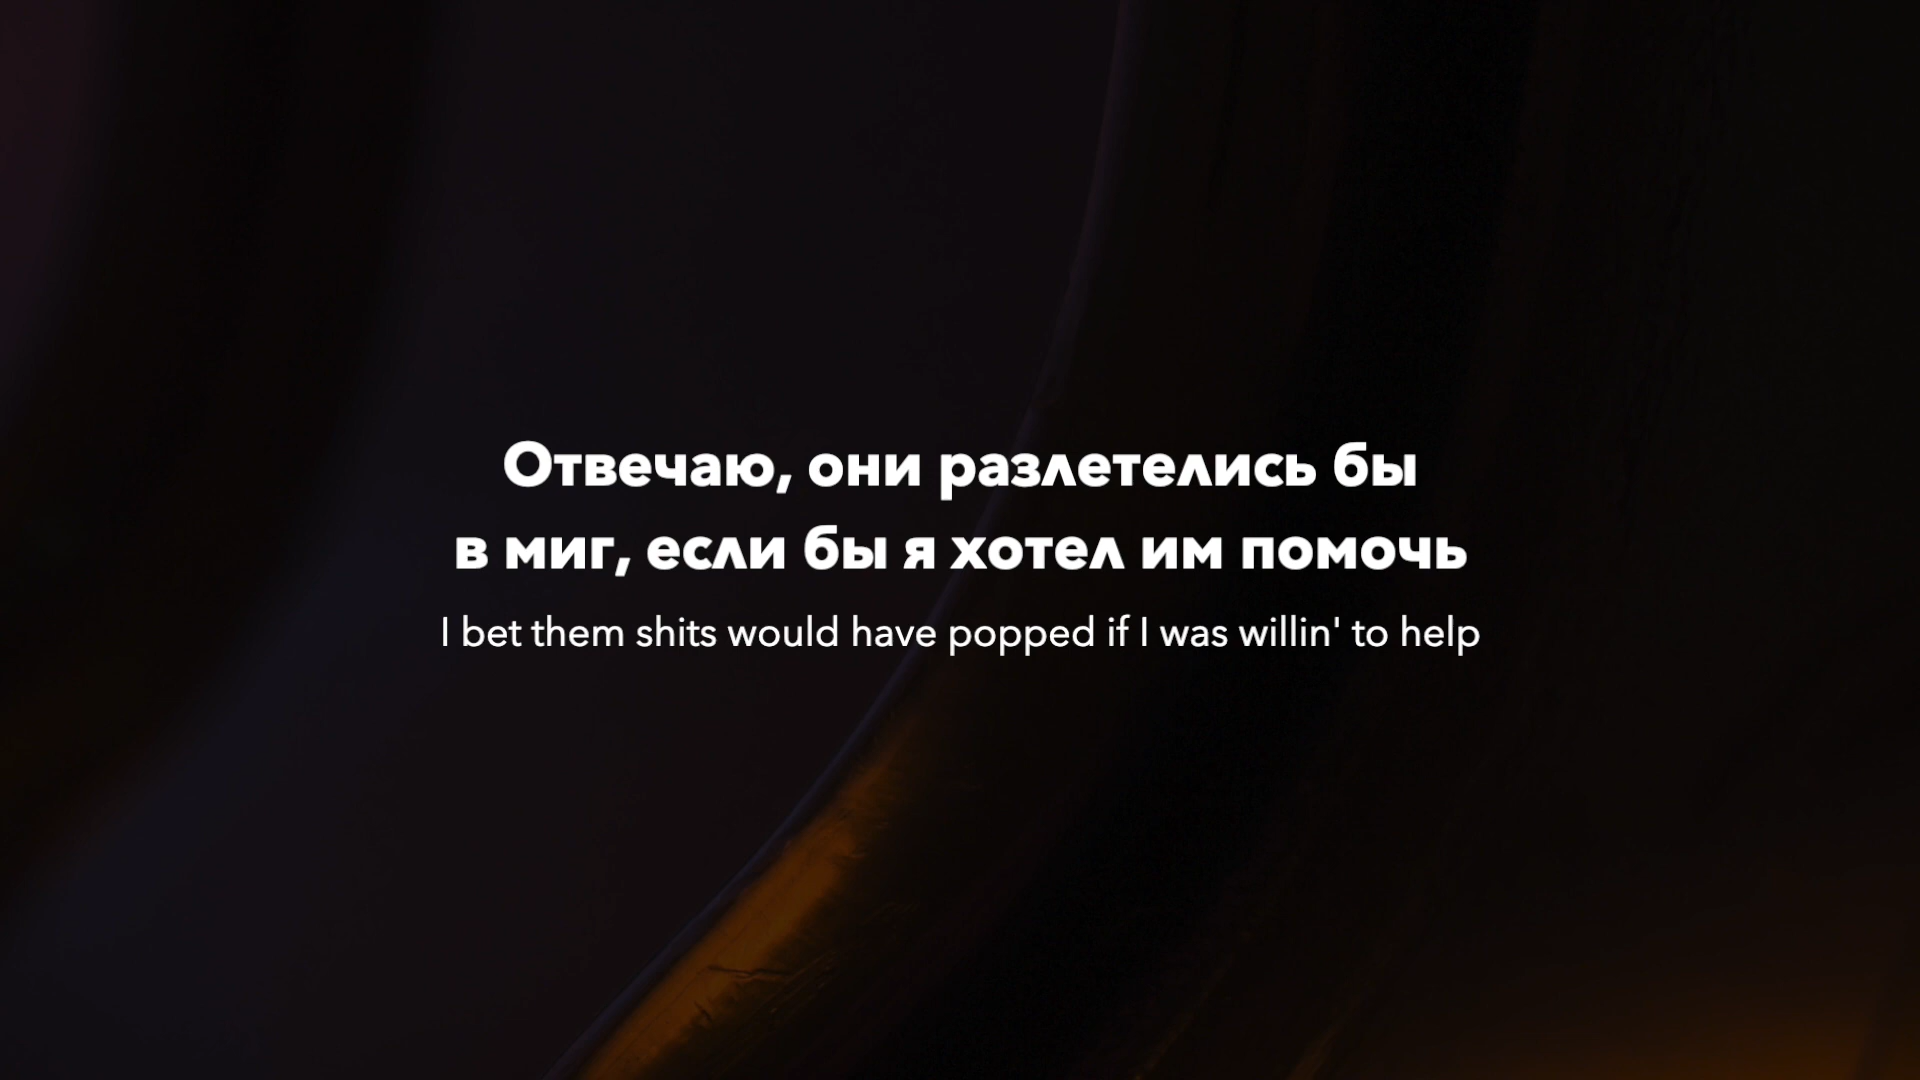 Отвечаю, они разлетелись бы
в миг, если бы я хотел им помочь
I bet them shits would have popped if I was willin' to help